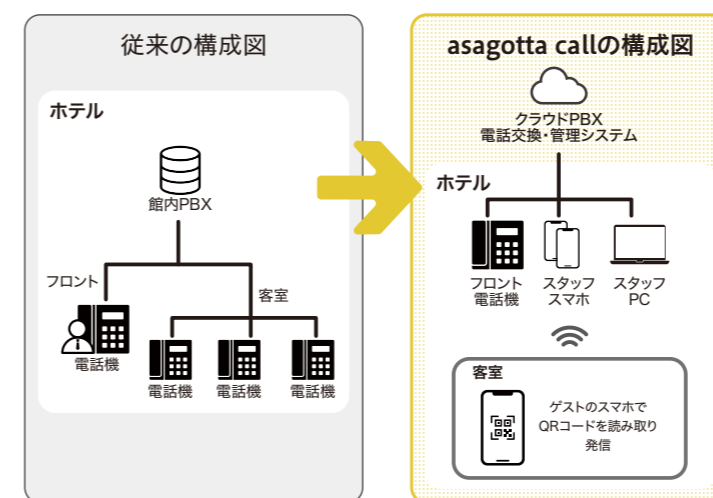 従来の構成図
ホテル
館内PBX
フロント
客室
電話機
電話機
電話機
電話機
asagotta callの構成図
クラウドPBX
電話交換・管理システム
ホテル
フロント
電話機
スタッフ
スマホ
スタッフ
PC
客室
ゲストのスマホで
QRコードを読み取り
発信